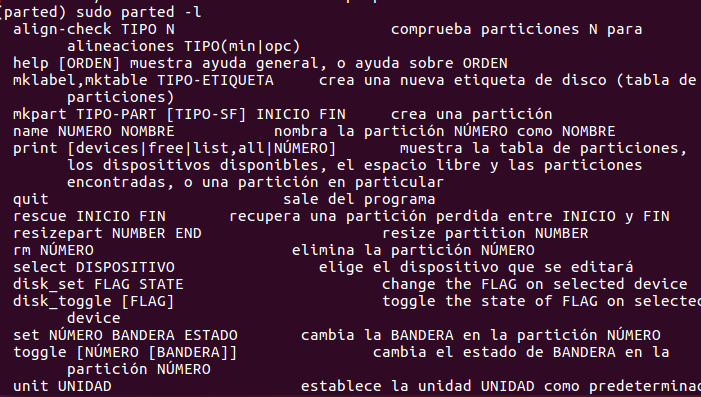 (parted) sudo parted -l
align-check TIPO N comprueba particiones N para
alineaciones TIPO(min|opc)
help [ORDEN] muestra ayuda general, o ayuda sobre ORDEN
mklabel,mktable TIPO-ETIQUETA crea una nueva etiqueta de disco (tabla de
particiones)
mkpart TIPO-PART [TIPO-SF] INICIO FIN crea una partición
name NUMERO NOMBRE nombra la partición NÚMERO como NOMBRE
print [devices|free|list,all|NÚMERO] muestra la tabla de particiones,
los dispositivos disponibles, el espacio libre y las particiones
encontradas, o una partición en particular
quit sale del programa
rescue INICIO FIN recupera una partición perdida entre INICIO y FIN
resizepart NUMBER END resize partition NUMBER
rm NÚMERO elimina la partición NÚMERO
select DISPOSITIVO elige el dispositivo que se editará
disk_set FLAG STATE change the FLAG on selected device
disk_toggle [FLAG] toggle the state of FLAG on selected
device
set NÚMERO BANDERA ESTADO cambia la BANDERA en la partición NÚMERO
toggle [NÚMERO [BANDERA]] cambia el estado de BANDERA en la
partición NÚMERO
unit UNIDAD establece la unidad UNIDAD como predeterminad